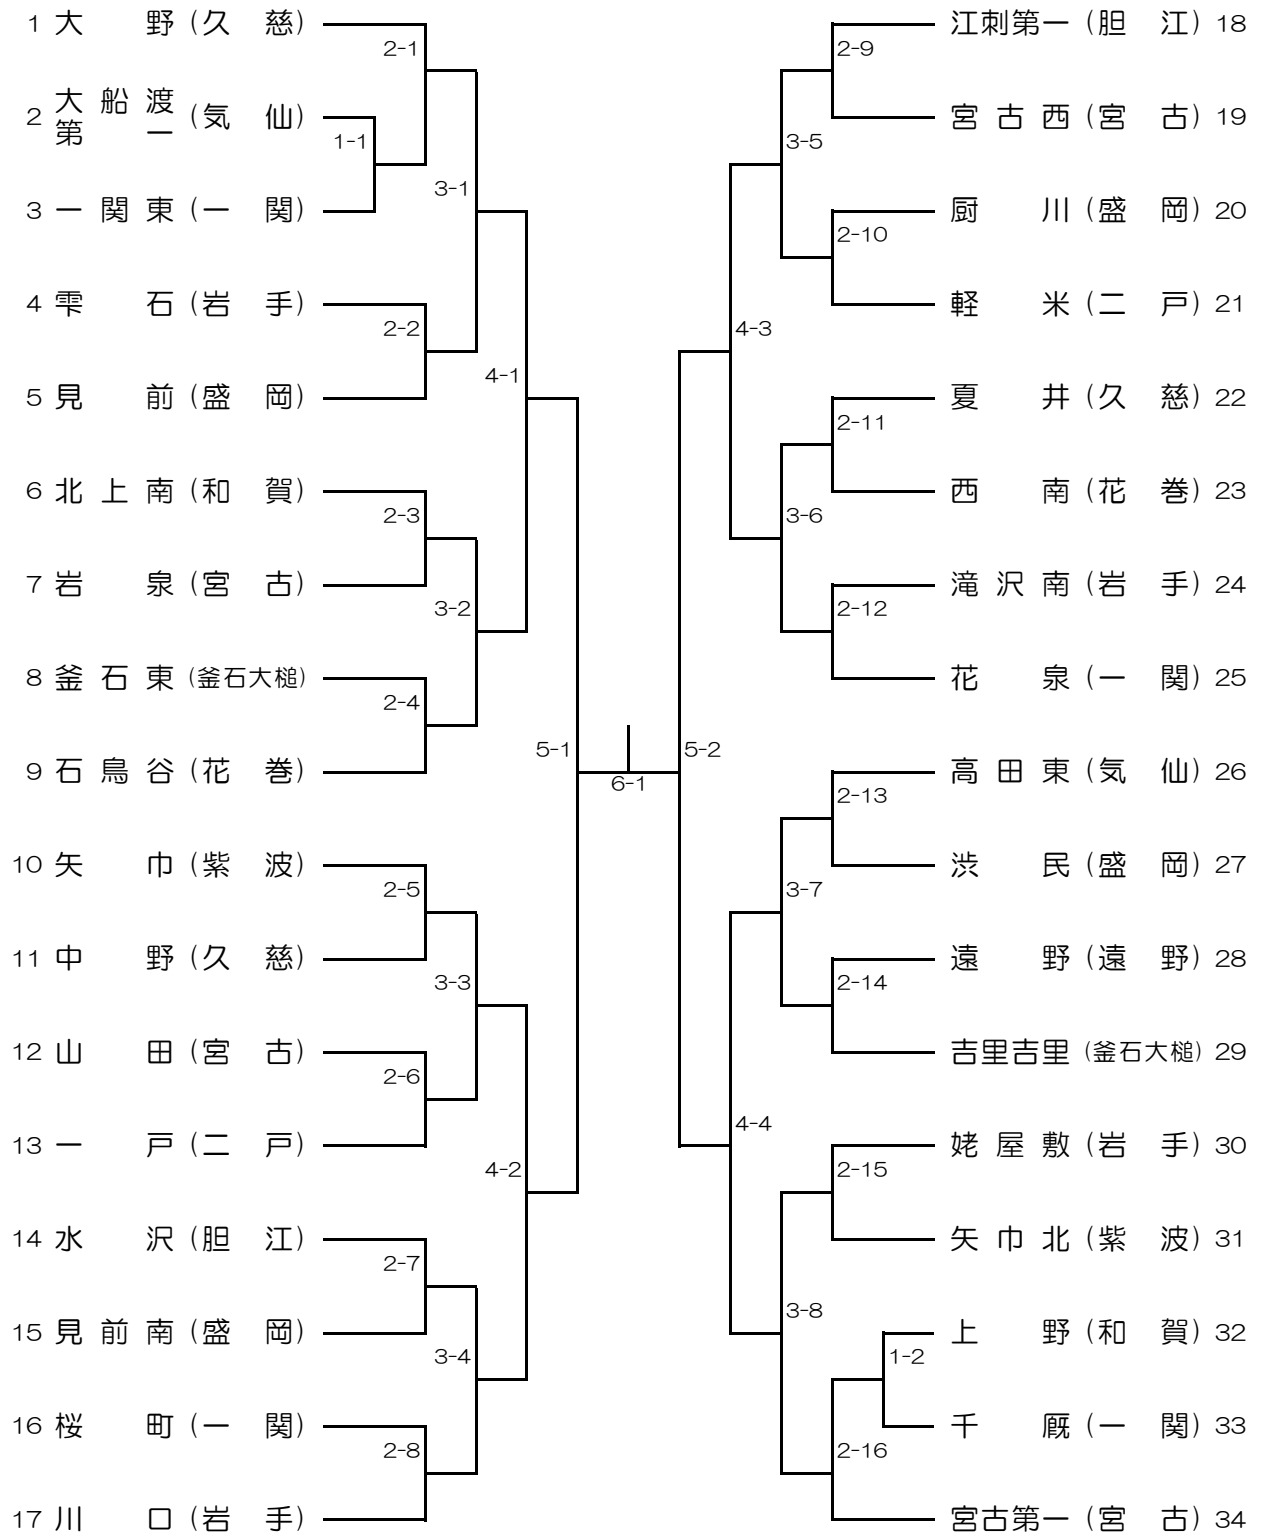 1 大野(久慈)
2-1
2 大船渡第一(気仙)
1-1
3 一関東(一関)
3-1
4 雫石(岩手)
2-2
5 見前(盛岡)
4-1
6 北上南(和賀)
2-3
7 岩泉(宮古)
3-2
8 釜石東(釜石大槌)
2-4
9 石鳥谷(花巻)
5-1
10 矢巾(紫波)
2-5
11 中野(久慈)
3-3
12 山田(宮古)
2-6
13 一戸(二戸)
4-2
14 水沢(胆江)
2-7
15 見前南(盛岡)
3-4
16 桜町(一関)
2-8
17 川口(岩手)
6-1
江刺第一(胆江) 18
2-9
宮古西(宮古) 19
3-5
厨川(盛岡) 20
2-10
軽米(二戸) 21
4-3
夏井(久慈) 22
2-11
西南(花巻) 23
3-6
滝沢南(岩手) 24
2-12
花泉(一関) 25
5-2
高田東(気仙) 26
2-13
渋民(盛岡) 27
3-7
遠野(遠野) 28
2-14
吉里吉里(釜石大槌) 29
4-4
姥屋敷(岩手) 30
2-15
矢巾北(紫波) 31
3-8
上野(和賀) 32
1-2
千厩(一関) 33
2-16
宮古第一(宮古) 34